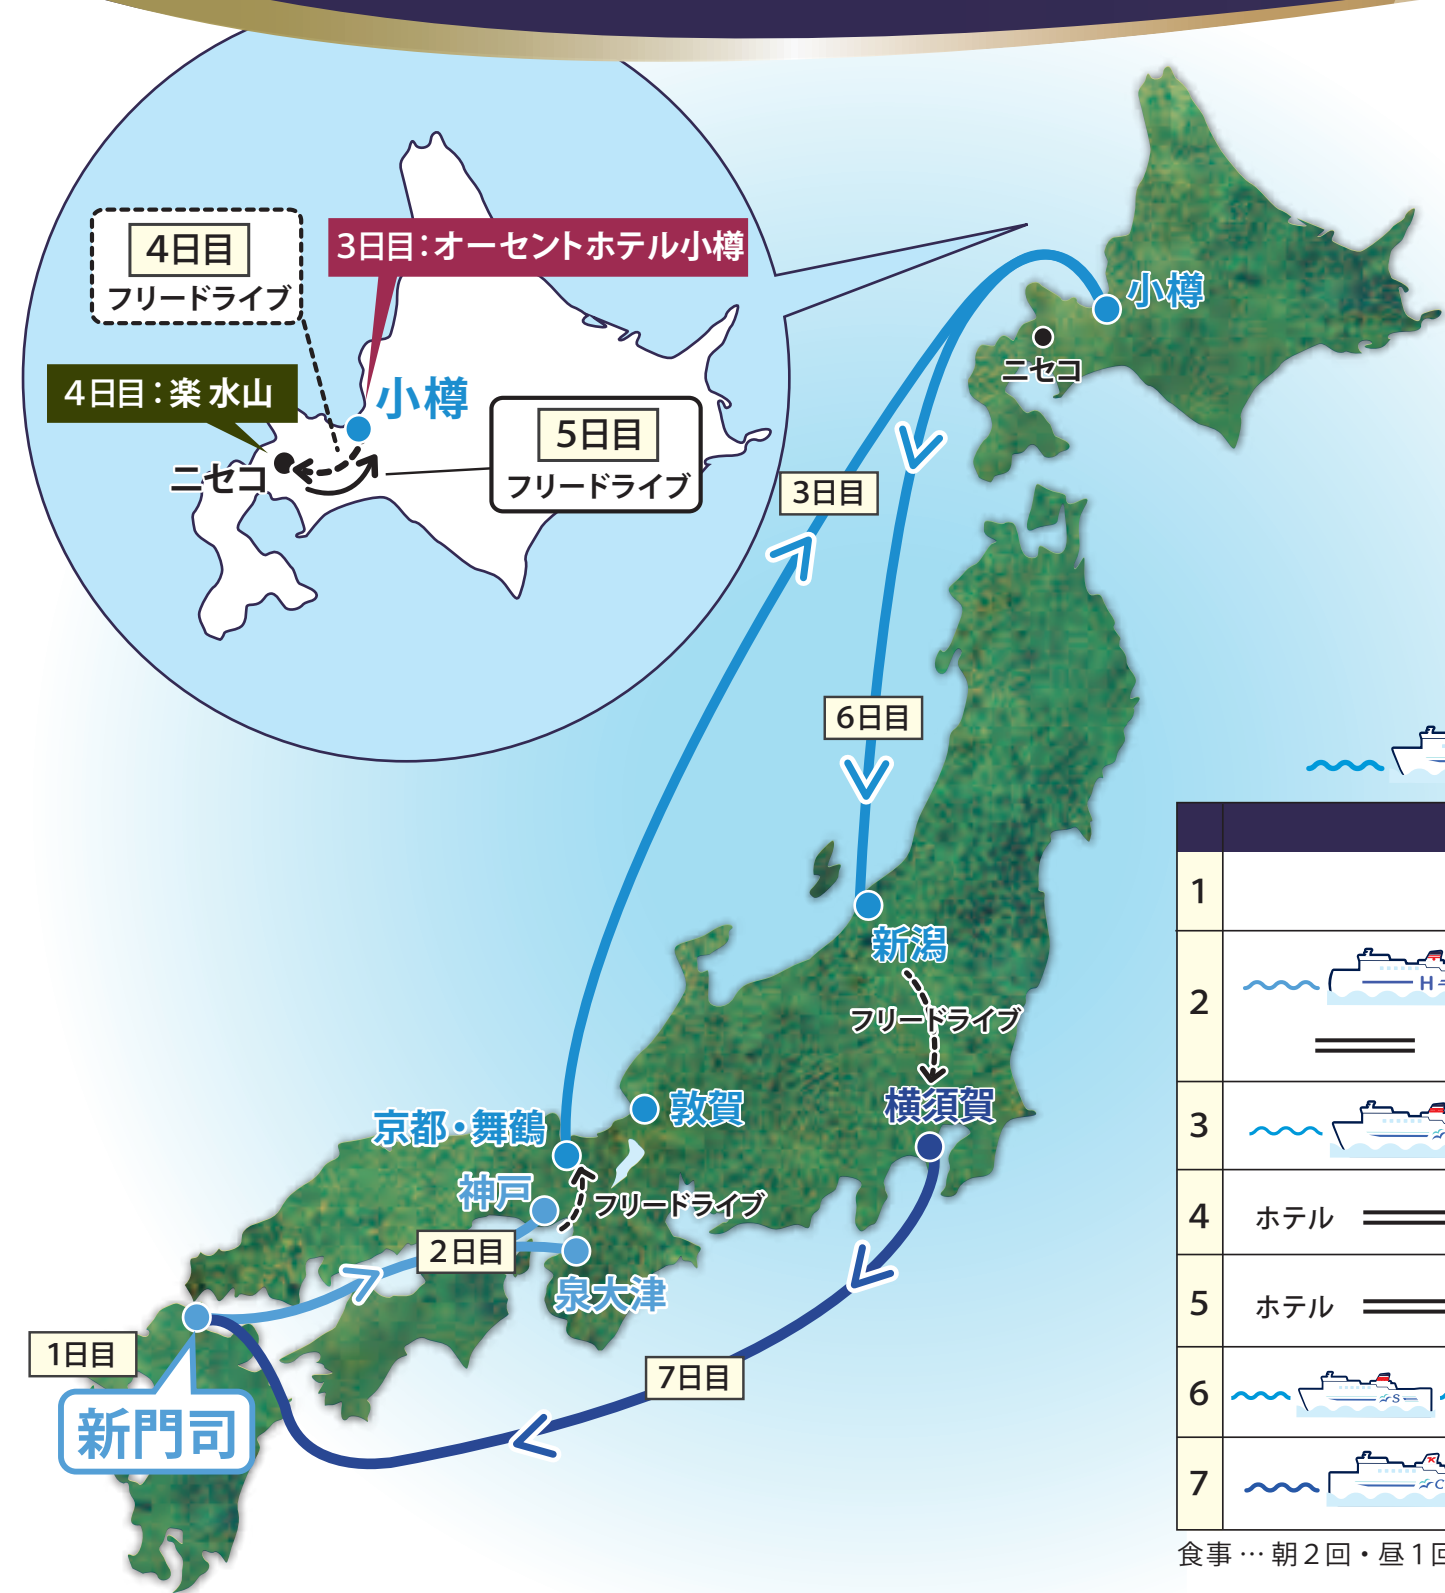 4日目
フリードライブ
3日目：オーセントホテル小樽
4日目：楽 水山
小樽
ニセコ
5日目
フリードライブ
小樽
ニセコ
3日目
6日目
新潟
フリードライブ
横須賀
敦賀
京都・舞鶴
神戸
フリードライブ
2日目
泉大津
1日目
新門司
7日目
1
2
H
3
4 ホテル
5 ホテル
6
S
7
C
食事 … 朝2回・昼1回